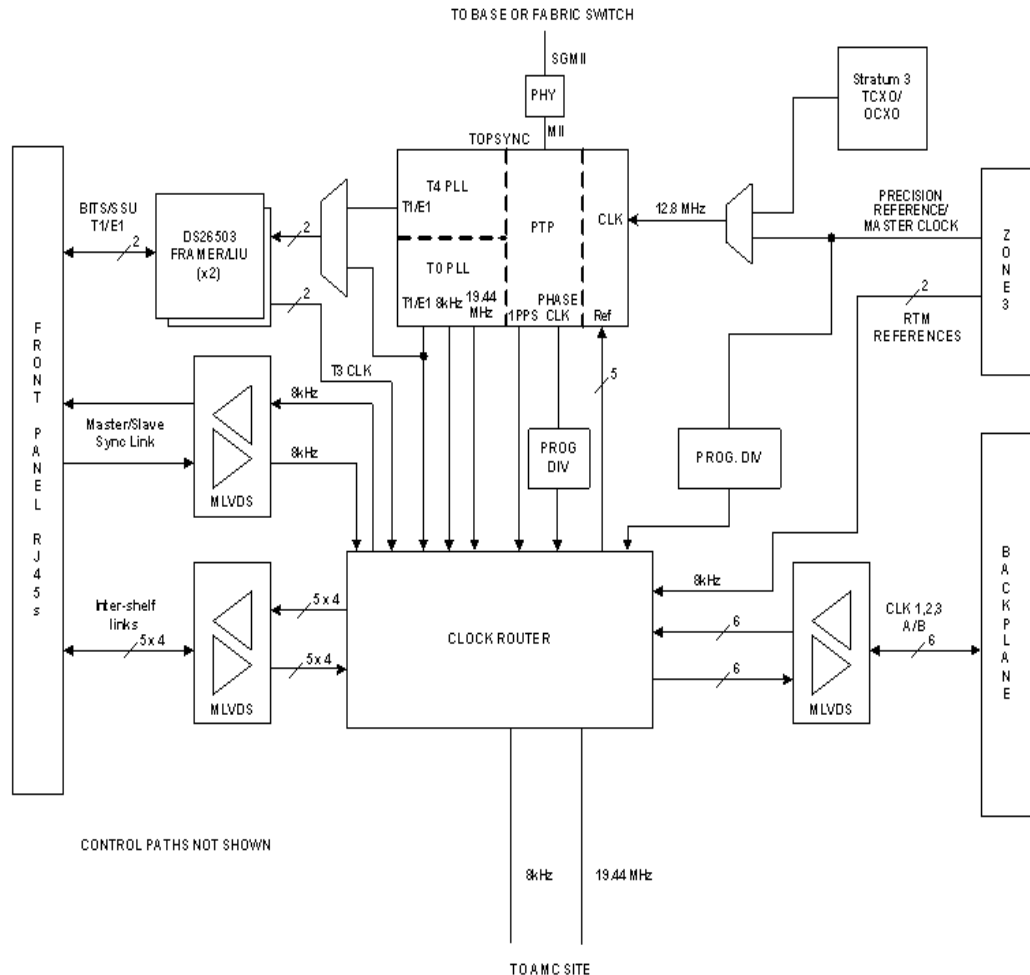 TO BASE OR FABRIC SWITCH
SGMII
PHY
MII
TOPSYNC
Stratum 3
TCXO/
OCXO
T4 PLL
T1/E1
PTP
CLK
12.8 MHz
PRECISION
REFERENCE/
MASTER CLOCK
ZONE 3
BITS/SSU
T1/E1
2
DS26503
FRAMER/LIU
(x2)
2
2
T0 PLL
T1/E1
8kHz
19.44
MHz
1PPS
PHASE
CLK
Ref
5
2
RTM
REFERENCES
FRONT PANEL RJ45s
T3 CLK
8kHz
Master/Slave
Sync Link
8kHz
MLVDS
PROG
DIV
PROG. DIV
BACKPLANE
Inter-shelf
links
5 x 4
5 x 4
5 x 4
MLVDS
CLOCK ROUTER
8kHz
6
6
CLK 1,2,3
A/B
6
MLVDS
CONTROL PATHS NOT SHOWN
8kHz
19.44 MHz
TO AMC SITE